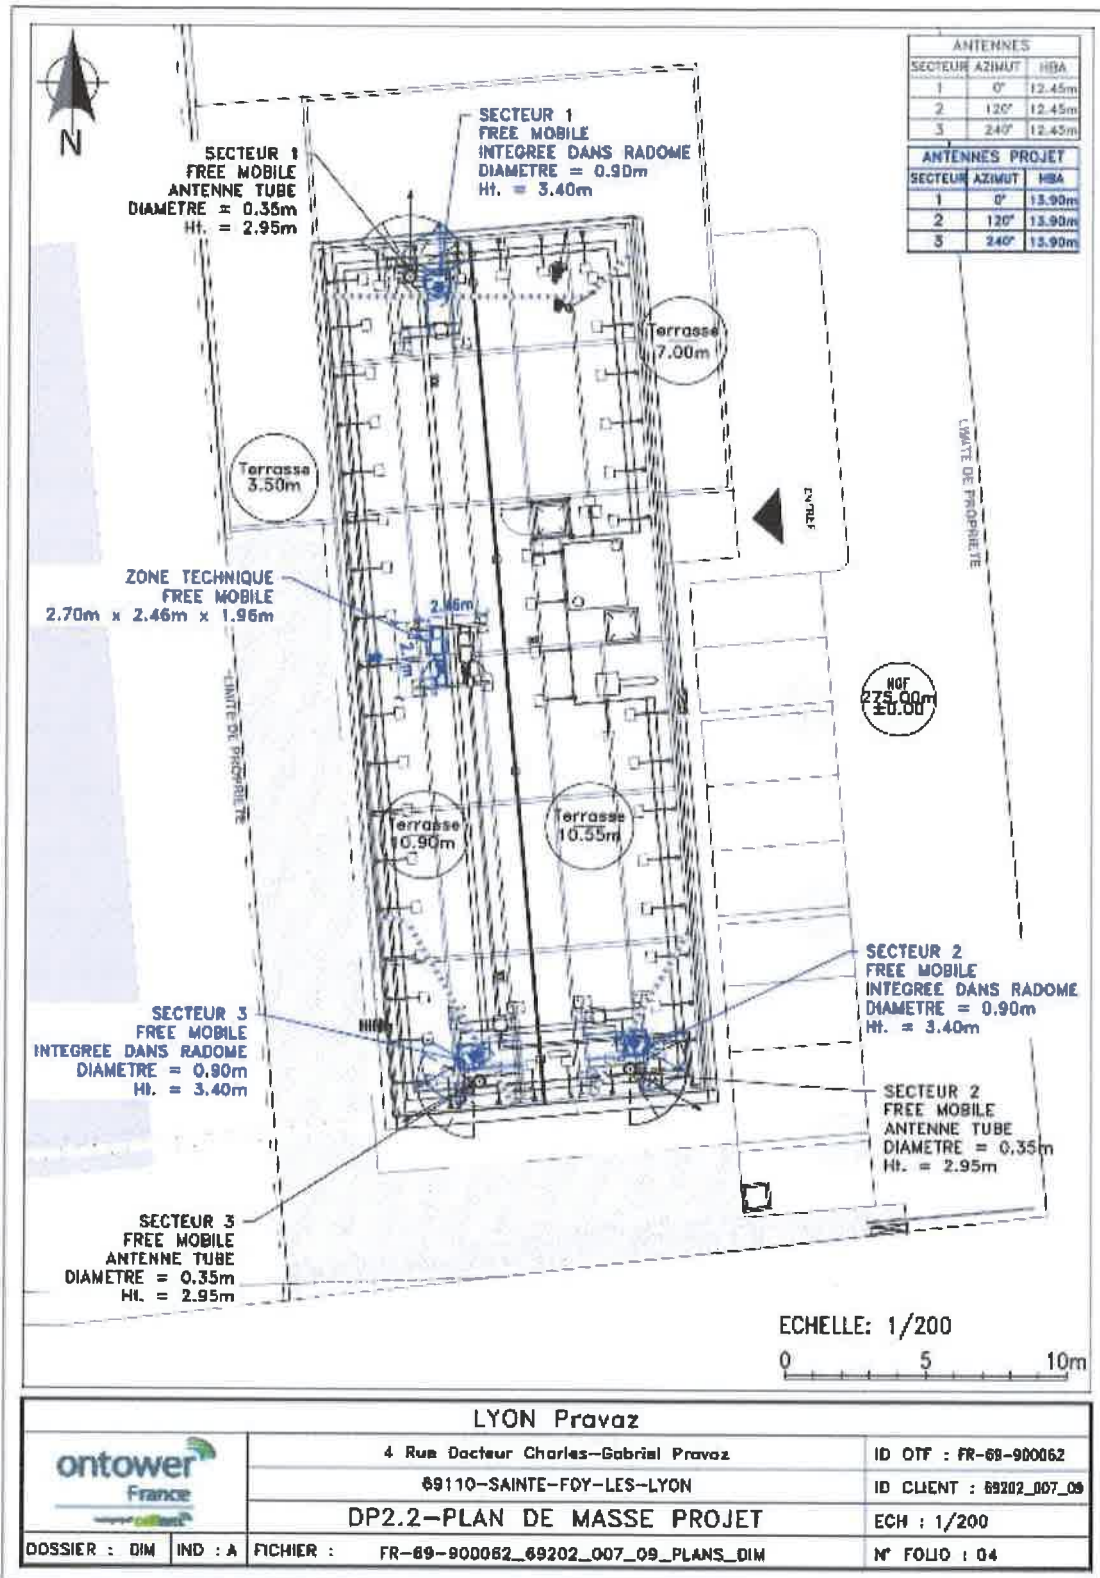 ANTENNES
SECTEUR AZIMUT HBA
1 0° 12.45m
2 120° 12.45m
3 240° 12.45m
ANTENNES PROJET
SECTEUR AZIMUT HBA
1 0° 13.90m
2 120° 13.90m
3 240° 13.90m
N
SECTEUR 1
FREE MOBILE
ANTENNE TUBE
DIAMETRE = 0.35m
Ht. = 2.95m
SECTEUR 1
FREE MOBILE
INTEGREE DANS RADOME
DIAMETRE = 0.90m
Ht. = 3.40m
Terrasse
7.00m
Terrasse
3.50m
ENTREE
LIMITE DE PROPRIETE
ZONE TECHNIQUE
FREE MOBILE
2.70m x 2.46m x 1.96m
2.46m
LIMITE DE PROPRIETE
NGF
275.00m
±0.00
Terrasse
10.90m
Terrasse
10.55m
SECTEUR 2
FREE MOBILE
INTEGREE DANS RADOME
DIAMETRE = 0.90m
Ht. = 3.40m
SECTEUR 3
FREE MOBILE
INTEGREE DANS RADOME
DIAMETRE = 0.90m
Ht. = 3.40m
SECTEUR 2
FREE MOBILE
ANTENNE TUBE
DIAMETRE = 0.35m
Ht. = 2.95m
SECTEUR 3
FREE MOBILE
ANTENNE TUBE
DIAMETRE = 0.35m
Ht. = 2.95m
ECHELLE: 1/200
0 5 10m
LYON Pravaz
ontower
France
cellnex
4 Rue Docteur Charles-Gabriel Pravaz
69110-SAINTE-FOY-LES-LYON
DP2.2-PLAN DE MASSE PROJET
ID OTF : FR-69-900062
ID CLIENT : 69202_007_09
ECH : 1/200
DOSSIER : DIM IND : A FICHIER : FR-69-900062_69202_007_09_PLANS_DIM N° FOLIO : 04